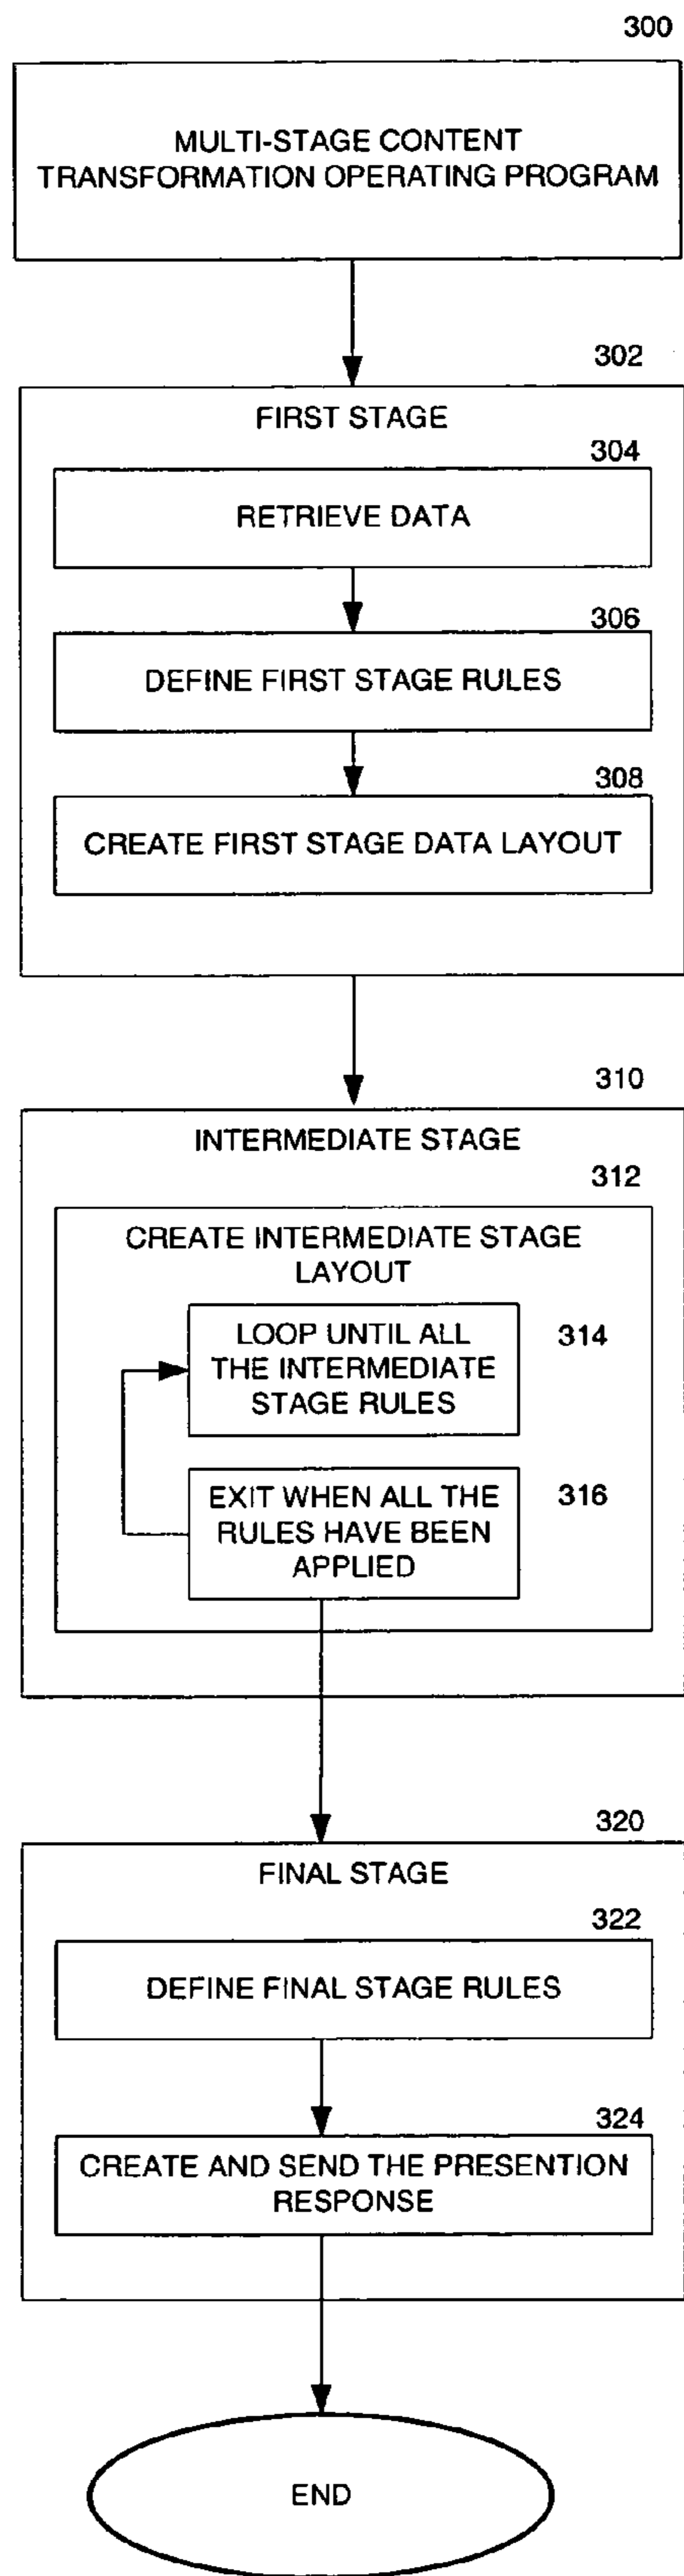 300
MULTI-STAGE CONTENT
TRANSFORMATION OPERATING PROGRAM
302
FIRST STAGE
304
RETRIEVE DATA
306
DEFINE FIRST STAGE RULES
308
CREATE FIRST STAGE DATA LAYOUT
310
INTERMEDIATE STAGE
312
CREATE INTERMEDIATE STAGE
LAYOUT
LOOP UNTIL ALL
THE INTERMEDIATE
STAGE RULES
314
EXIT WHEN ALL THE
RULES HAVE BEEN
APPLIED
316
320
FINAL STAGE
322
DEFINE FINAL STAGE RULES
324
CREATE AND SEND THE PRESENTION
RESPONSE
END